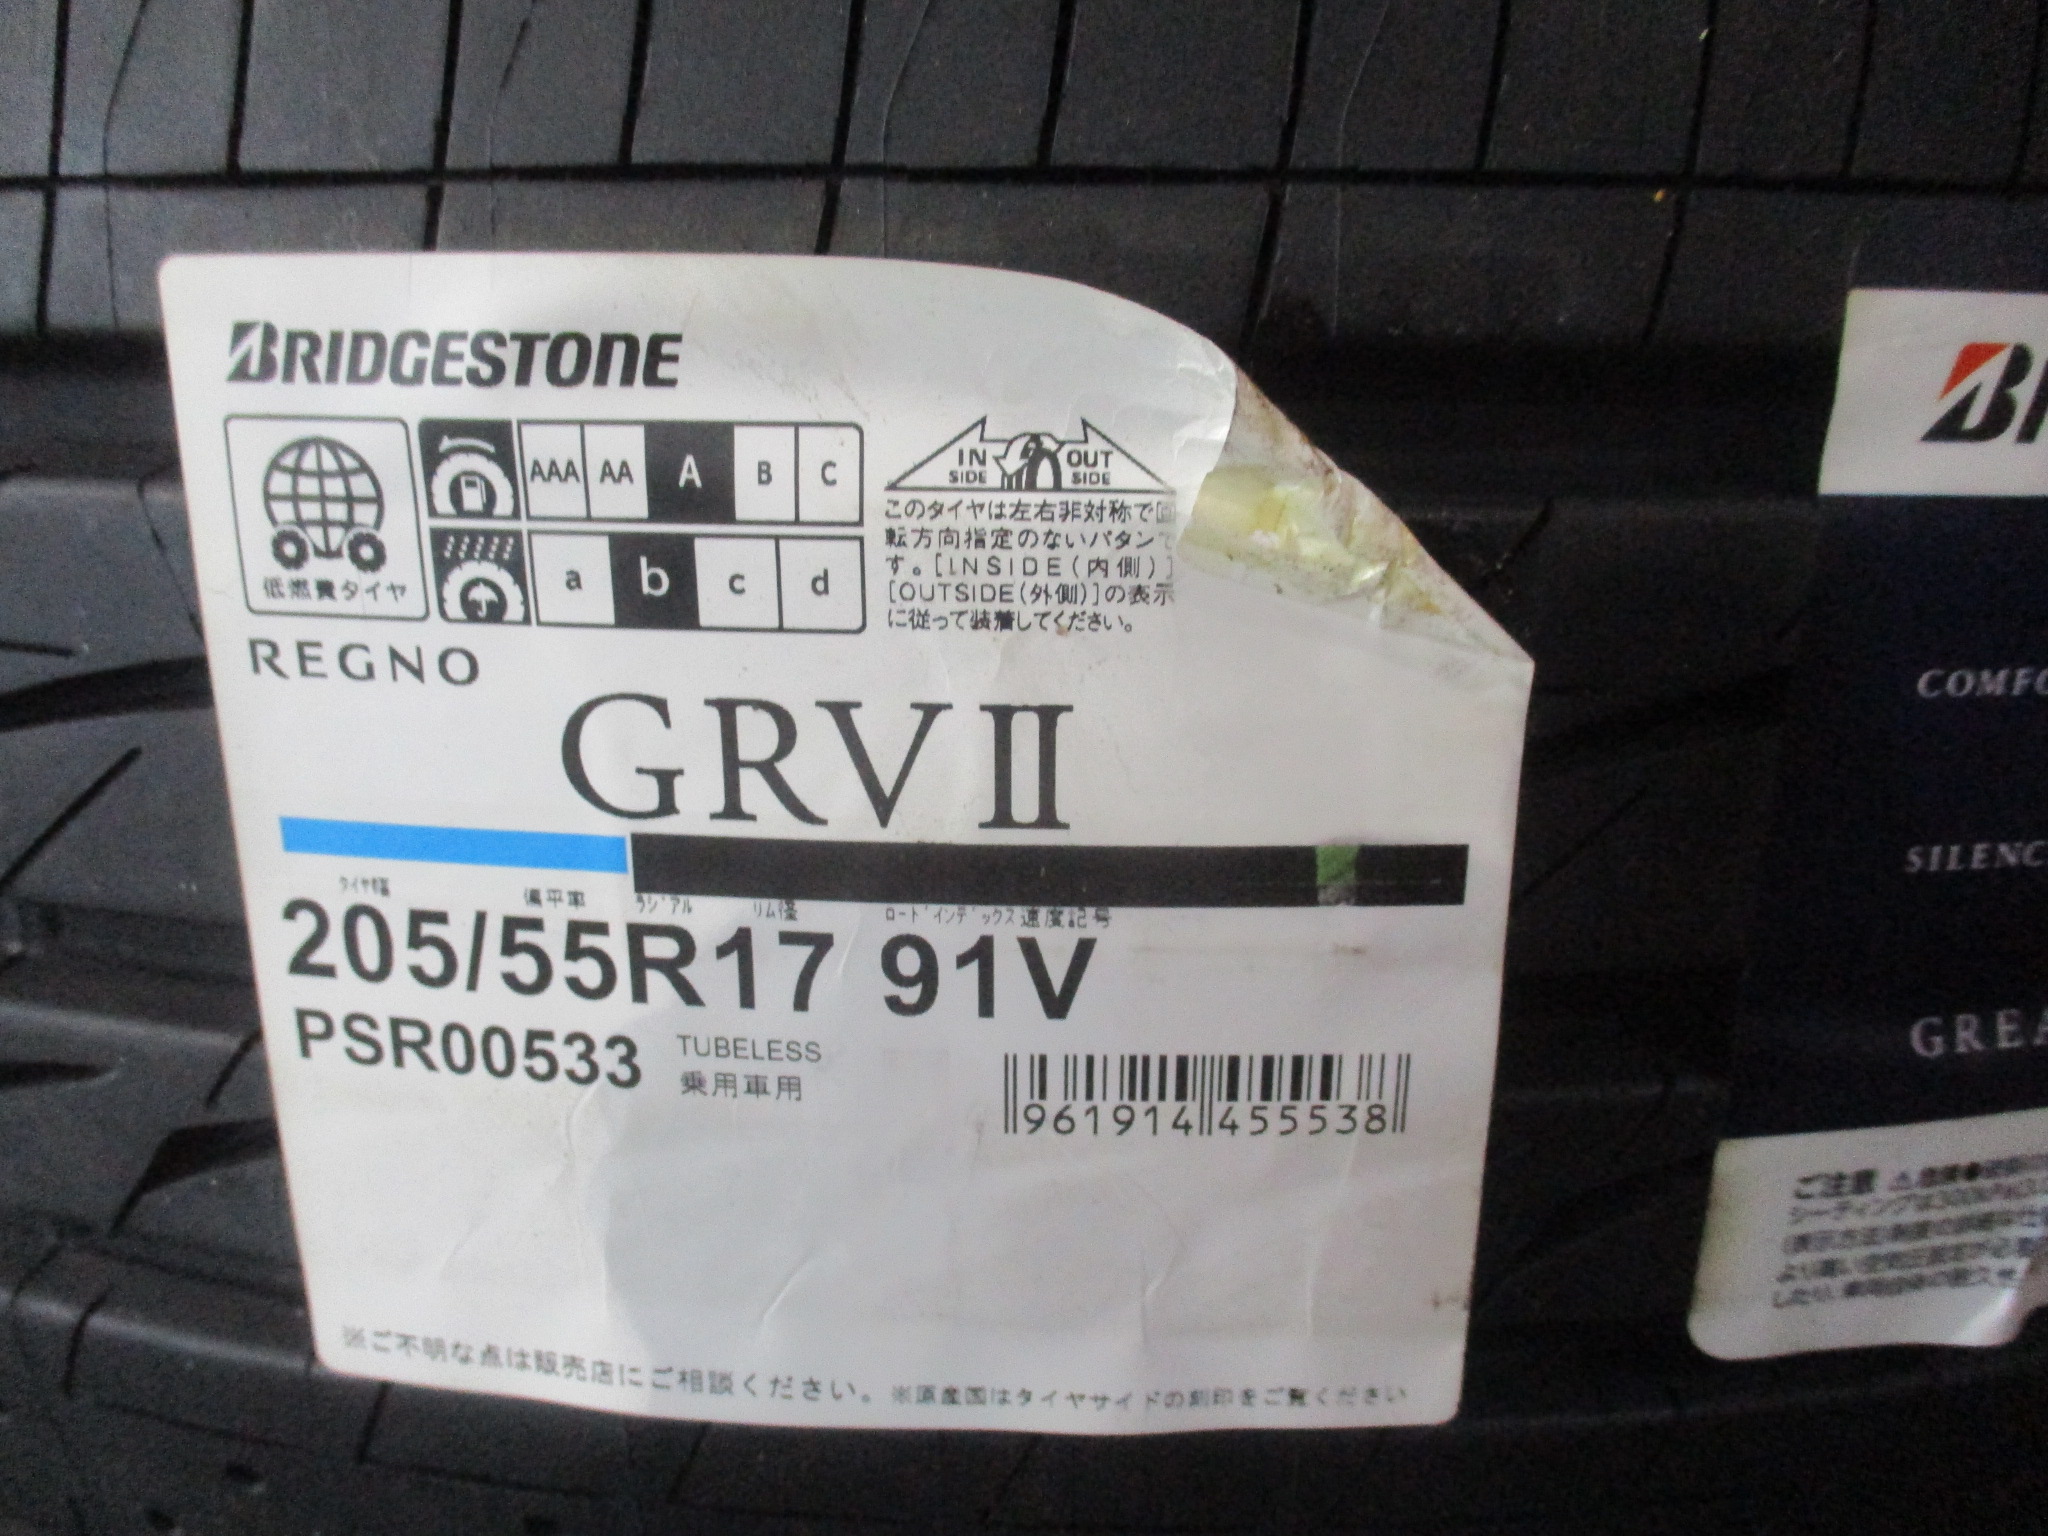 BRIDGESTONE
低燃費タイヤ
AAA AA A B C
a b c d
IN SIDE OUT SIDE
このタイヤは左右非対称で回
転方向指定のないパタンで
す。[INSIDE(内側)]
[OUTSIDE(外側)]の表示
に従って装着してください。
REGNO
GRV II
タイヤ幅 偏平率 ラジアル リム径 ロードインデックス 速度記号
205/55R17 91V
PSR00533
TUBELESS
乗用車用
961914 455538
※ご不明な点は販売店にご相談ください。※原産国はタイヤサイドの刻印をご覧ください
COMFO
SILENC
GREA
ご注意